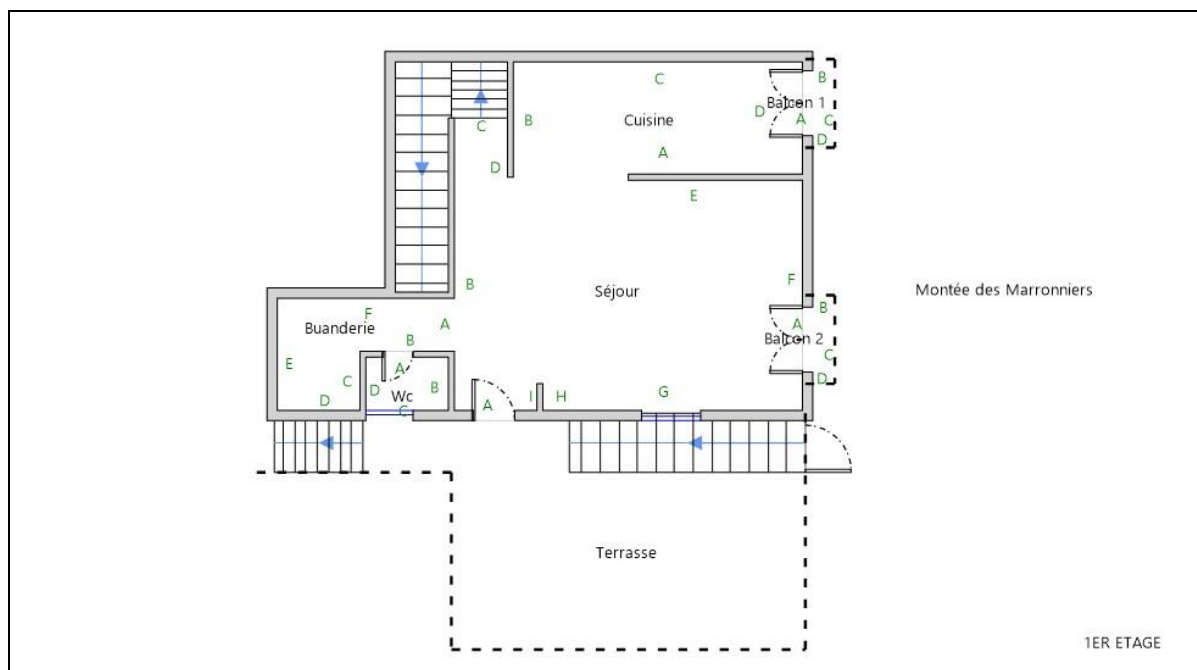 C
B
Balcon 1
D
B
Cuisine
A
C
C
D
A
D
E
F
B
Séjour
Montée des Marronniers
B
F
A
A
Buanderie
B
Balcon 2
E
A
C
C
D
D
B
G
Wc
I
H
D
C
A
Terrasse
1ER ETAGE